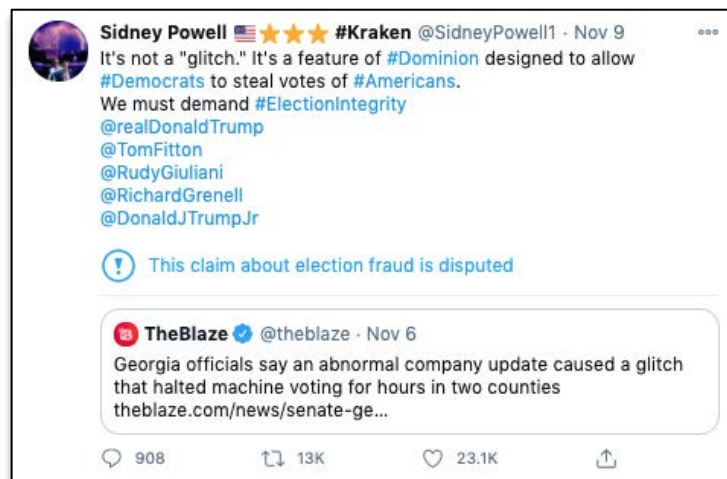 Sidney Powell 🇺🇸⭐⭐⭐ #Kraken @SidneyPowell1 · Nov 9
It's not a "glitch." It's a feature of #Dominion designed to allow
#Democrats to steal votes of #Americans.
We must demand #ElectionIntegrity
@realDonaldTrump
@TomFitton
@RudyGiuliani
@RichardGrenell
@DonaldJTrumpJr
This claim about election fraud is disputed
TheBlaze @theblaze · Nov 6
Georgia officials say an abnormal company update caused a glitch
that halted machine voting for hours in two counties
theblaze.com/news/senate-ge...
908 13K 23.1K